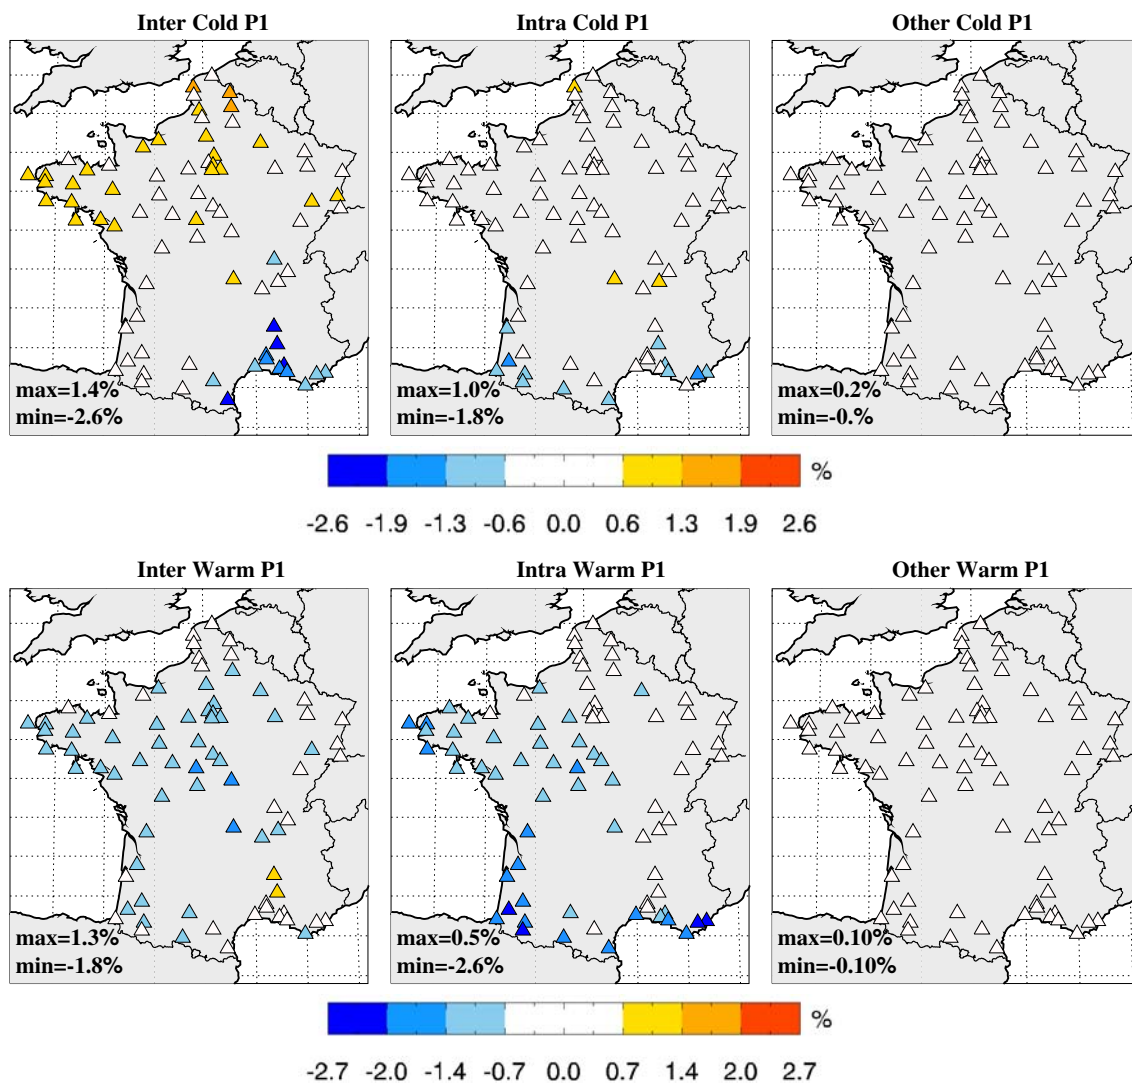 Inter Cold P1 Intra Cold P1 Other Cold P1
max=1.4% max=1.0% max=0.2%
min=-2.6% min=-1.8% min=-0.%
%
-2.6 -1.9 -1.3 -0.6 0.0 0.6 1.3 1.9 2.6
Inter Warm P1 Intra Warm P1 Other Warm P1
max=1.3% max=0.5% max=0.10%
min=-1.8% min=-2.6% min=-0.10%
%
-2.7 -2.0 -1.4 -0.7 0.0 0.7 1.4 2.0 2.7